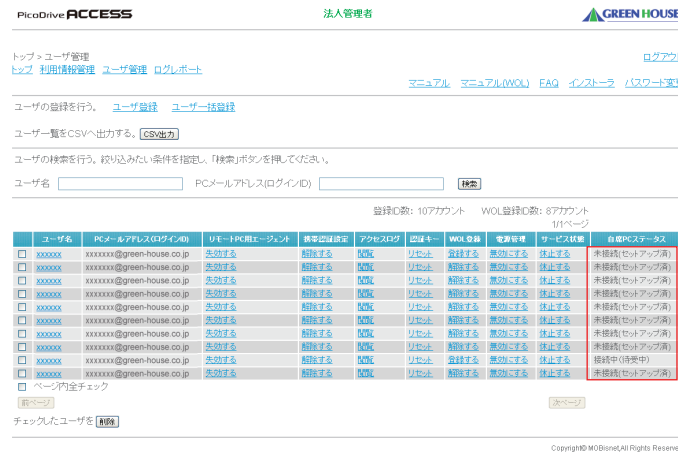 PicoDrive ACCESS 法人管理者 GREEN HOUSE
トップ > ユーザ管理 ログアウ
トップ 利用情報管理 ユーザ管理 ログレポート
マニュアル マニュアル(WOL) FAQ インストーラ パスワード変
ユーザの登録を行う。 ユーザ登録 ユーザ一括登録
ユーザ一覧をCSVへ出力する。 CSV出力
ユーザの検索を行う。絞り込みたい条件を指定し、「検索」ボタンを押してください。
ユーザ名 PCメールアドレス(ログインID) 検索
登録ID数: 10アカウント WOL登録ID数: 8アカウント
1/1ページ
ユーザ名 PCメールアドレス(ログインID) リモートPC用エージェント 携帯認証設定 アクセスログ 認証キー WOL登録 電源管理 サービス状態 自席PCステータス
xxxxxx xxxxxxx@green-house.co.jp 失効する 解除する 閲覧 リセット 登録する 無効にする 休止する 未接続(セットアップ済)
xxxxxx xxxxxxx@green-house.co.jp 失効する 解除する 閲覧 リセット 解除する 無効にする 休止する 未接続(セットアップ済)
xxxxxx xxxxxxx@green-house.co.jp 失効する 解除する 閲覧 リセット 解除する 無効にする 休止する 未接続(セットアップ済)
xxxxxx xxxxxxx@green-house.co.jp 失効する 解除する 閲覧 リセット 解除する 無効にする 休止する 未接続(セットアップ済)
xxxxxx xxxxxxx@green-house.co.jp 失効する 解除する 閲覧 リセット 解除する 無効にする 休止する 未接続(セットアップ済)
xxxxxx xxxxxxx@green-house.co.jp 失効する 解除する 閲覧 リセット 解除する 無効にする 休止する 未接続(セットアップ済)
xxxxxx xxxxxxx@green-house.co.jp 失効する 解除する 閲覧 リセット 解除する 無効にする 休止する 未接続(セットアップ済)
xxxxxx xxxxxxx@green-house.co.jp 失効する 解除する 閲覧 リセット 解除する 無効にする 休止する 未接続(セットアップ済)
xxxxxx xxxxxxx@green-house.co.jp 失効する 解除する 閲覧 リセット 登録する 無効にする 休止する 接続中(待受中)
xxxxxx xxxxxxx@green-house.co.jp 失効する 解除する 閲覧 リセット 解除する 無効にする 休止する 未接続(セットアップ済)
ページ内全チェック
前ページ 次ページ
チェックしたユーザを 削除
Copyright© MOBisnet,All Rights Reserve